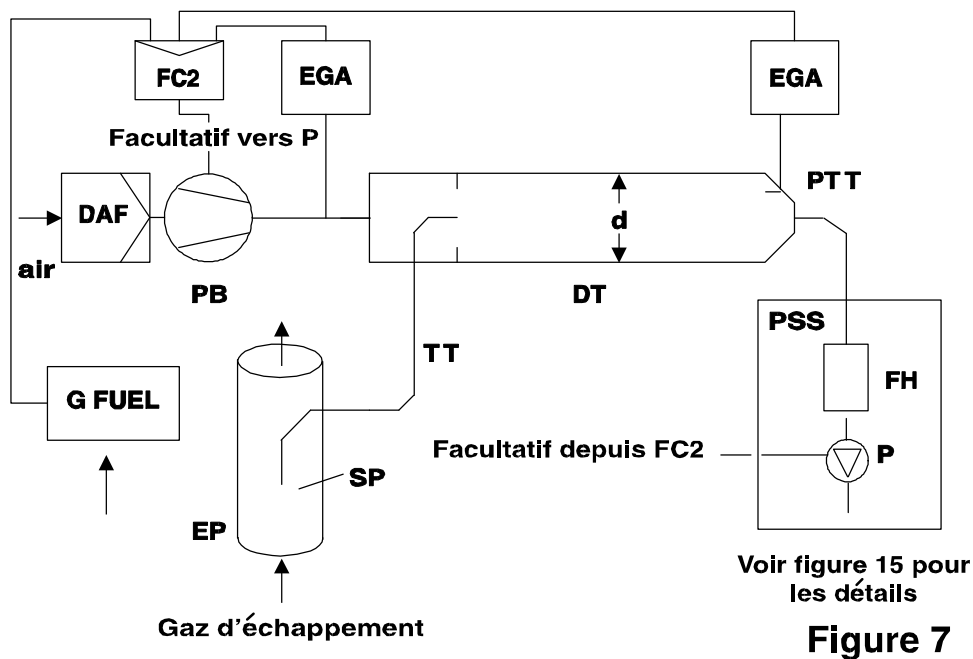 FC2
EGA
EGA
Facultatif vers P
DAF
d
PTT
air
PB
DT
PSS
TT
FH
G FUEL
Facultatif depuis FC2
P
SP
EP
Voir figure 15 pour
les détails
Gaz d'échappement
Figure 7